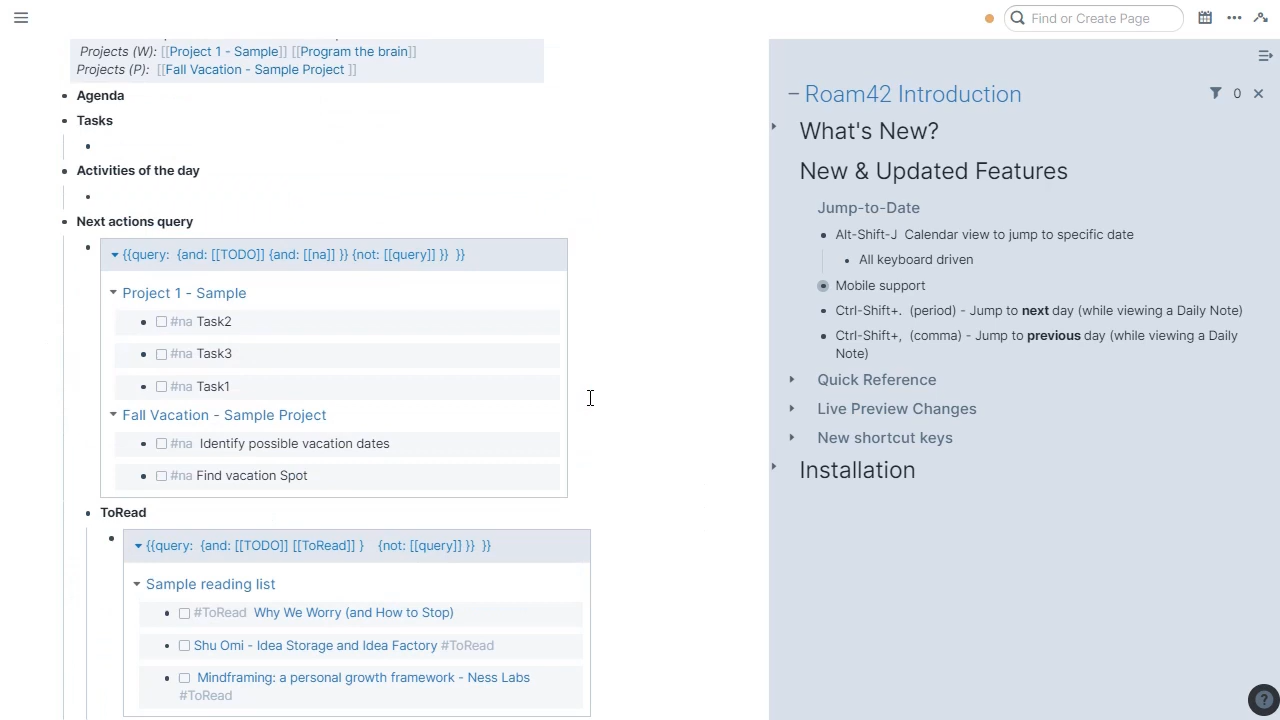 Find or Create Page
Projects (W): [[Project 1 - Sample]] [[Program the brain]]
Projects (P): [[Fall Vacation - Sample Project ]]
Agenda
Tasks
Activities of the day
Next actions query
{{query: {and: [[TODO]] {and: [[na]] }} {not: [[query]] }} }}
Project 1 - Sample
#na Task2
#na Task3
#na Task1
Fall Vacation - Sample Project
#na Identify possible vacation dates
#na Find vacation Spot
ToRead
{{query: {and: [[TODO]] [[ToRead]] } {not: [[query]] }} }}
Sample reading list
#ToRead Why We Worry (and How to Stop)
Shu Omi - Idea Storage and Idea Factory #ToRead
Mindframing: a personal growth framework - Ness Labs
#ToRead
Roam42 Introduction
0
What's New?
New & Updated Features
Jump-to-Date
Alt-Shift-J Calendar view to jump to specific date
All keyboard driven
Mobile support
Ctrl-Shift+. (period) - Jump to next day (while viewing a Daily Note)
Ctrl-Shift+, (comma) - Jump to previous day (while viewing a Daily
Note)
Quick Reference
Live Preview Changes
New shortcut keys
Installation
?